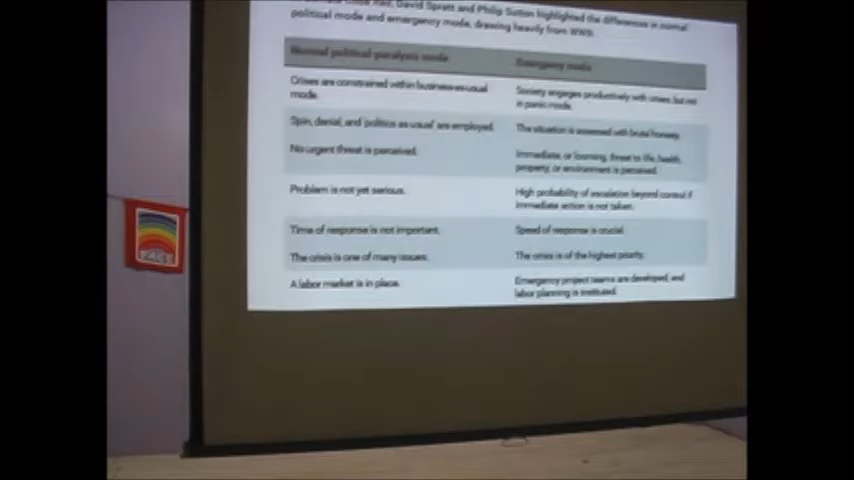 Red, David Spratt and Philip Sutton highlighted the differences in normal
political mode and emergency mode, drawing heavily from WWII:
Normal political-paralysis mode
Emergency mode
Crises are constrained within business-as-usual
mode.
Society engages productively with crises, but not
in panic mode.
Spin, denial, and 'politics as usual' are employed.
The situation is assessed with brutal honesty.
No urgent threat is perceived.
Immediate, or looming, threat to life, health,
property, or environment is perceived.
Problem is not yet serious.
High probability of escalation beyond control if
immediate action is not taken.
Time of response is not important.
Speed of response is crucial.
The crisis is one of many issues.
The crisis is of the highest priority.
A labor market is in place.
Emergency project teams are developed, and
labor planning is instituted.